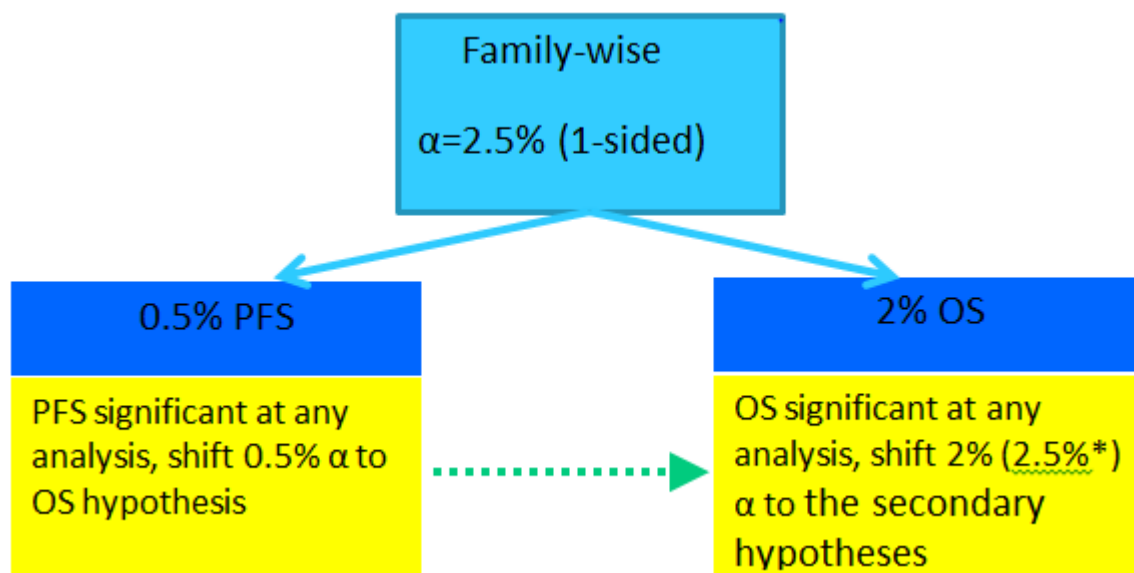 Family-wise
α=2.5% (1-sided)
0.5% PFS
PFS significant at any
analysis, shift 0.5% α to
OS hypothesis
2% OS
OS significant at any
analysis, shift 2% (2.5%*)
α to the secondary
hypotheses